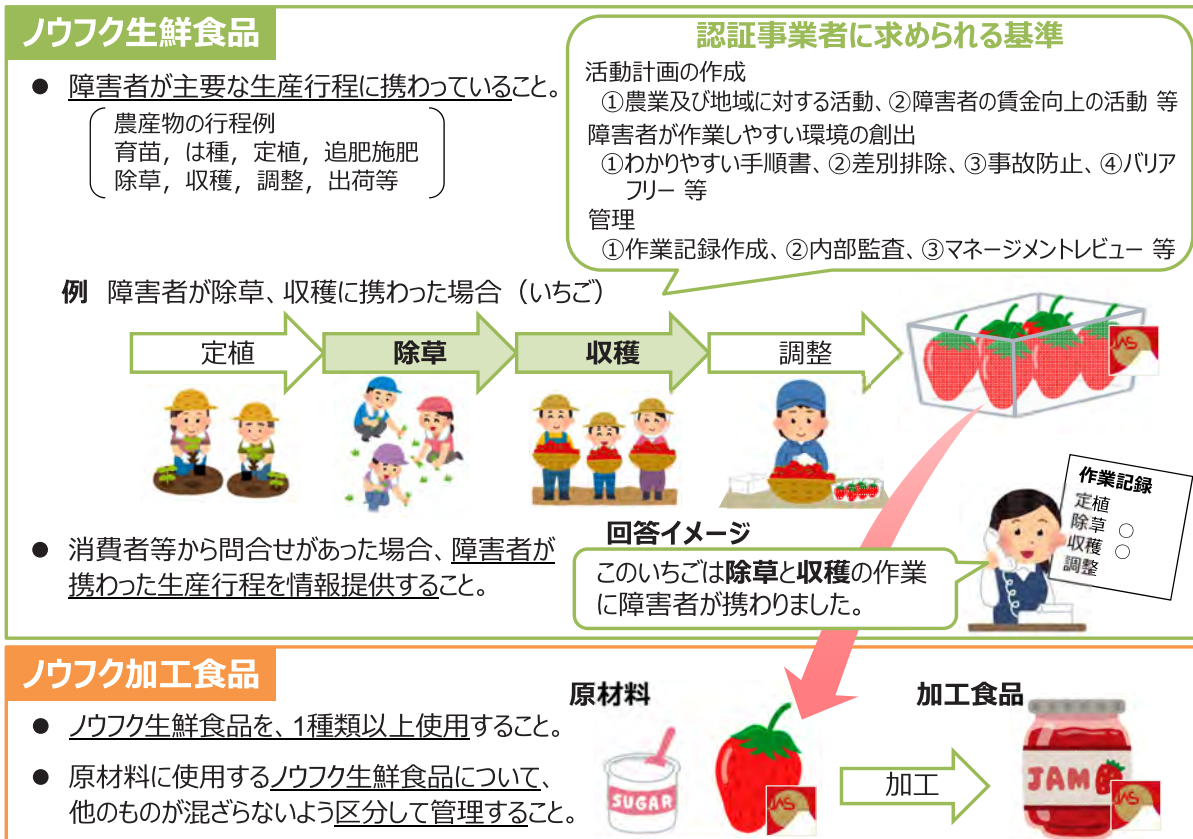 ノウフク生鮮食品
● 障害者が主要な生産行程に携わっていること。
農産物の行程例
育苗，は種，定植，追肥施肥
除草，収穫，調整，出荷等
認証事業者に求められる基準
活動計画の作成
①農業及び地域に対する活動、②障害者の賃金向上の活動 等
障害者が作業しやすい環境の創出
①わかりやすい手順書、②差別排除、③事故防止、④バリア
フリー 等
管理
①作業記録作成、②内部監査、③マネージメントレビュー 等
例 障害者が除草、収穫に携わった場合（いちご）
定植
除草
収穫
調整
JAS
● 消費者等から問合せがあった場合、障害者が
携わった生産行程を情報提供すること。
回答イメージ
このいちごは除草と収穫の作業
に障害者が携わりました。
作業記録
定植
除草 ○
収穫 ○
調整
ノウフク加工食品
● ノウフク生鮮食品を、1種類以上使用すること。
● 原材料に使用するノウフク生鮮食品について、
他のものが混ざらないよう区分して管理すること。
原材料
SUGAR
JAS
加工
加工食品
JAM
JAS